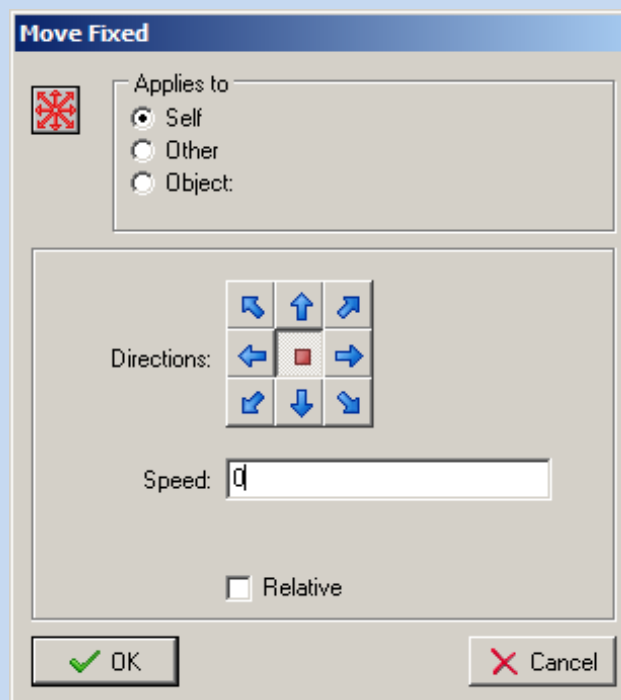 Move Fixed
Applies to
Self
Other
Object:
Directions:
Speed: 0
Relative
OK
Cancel